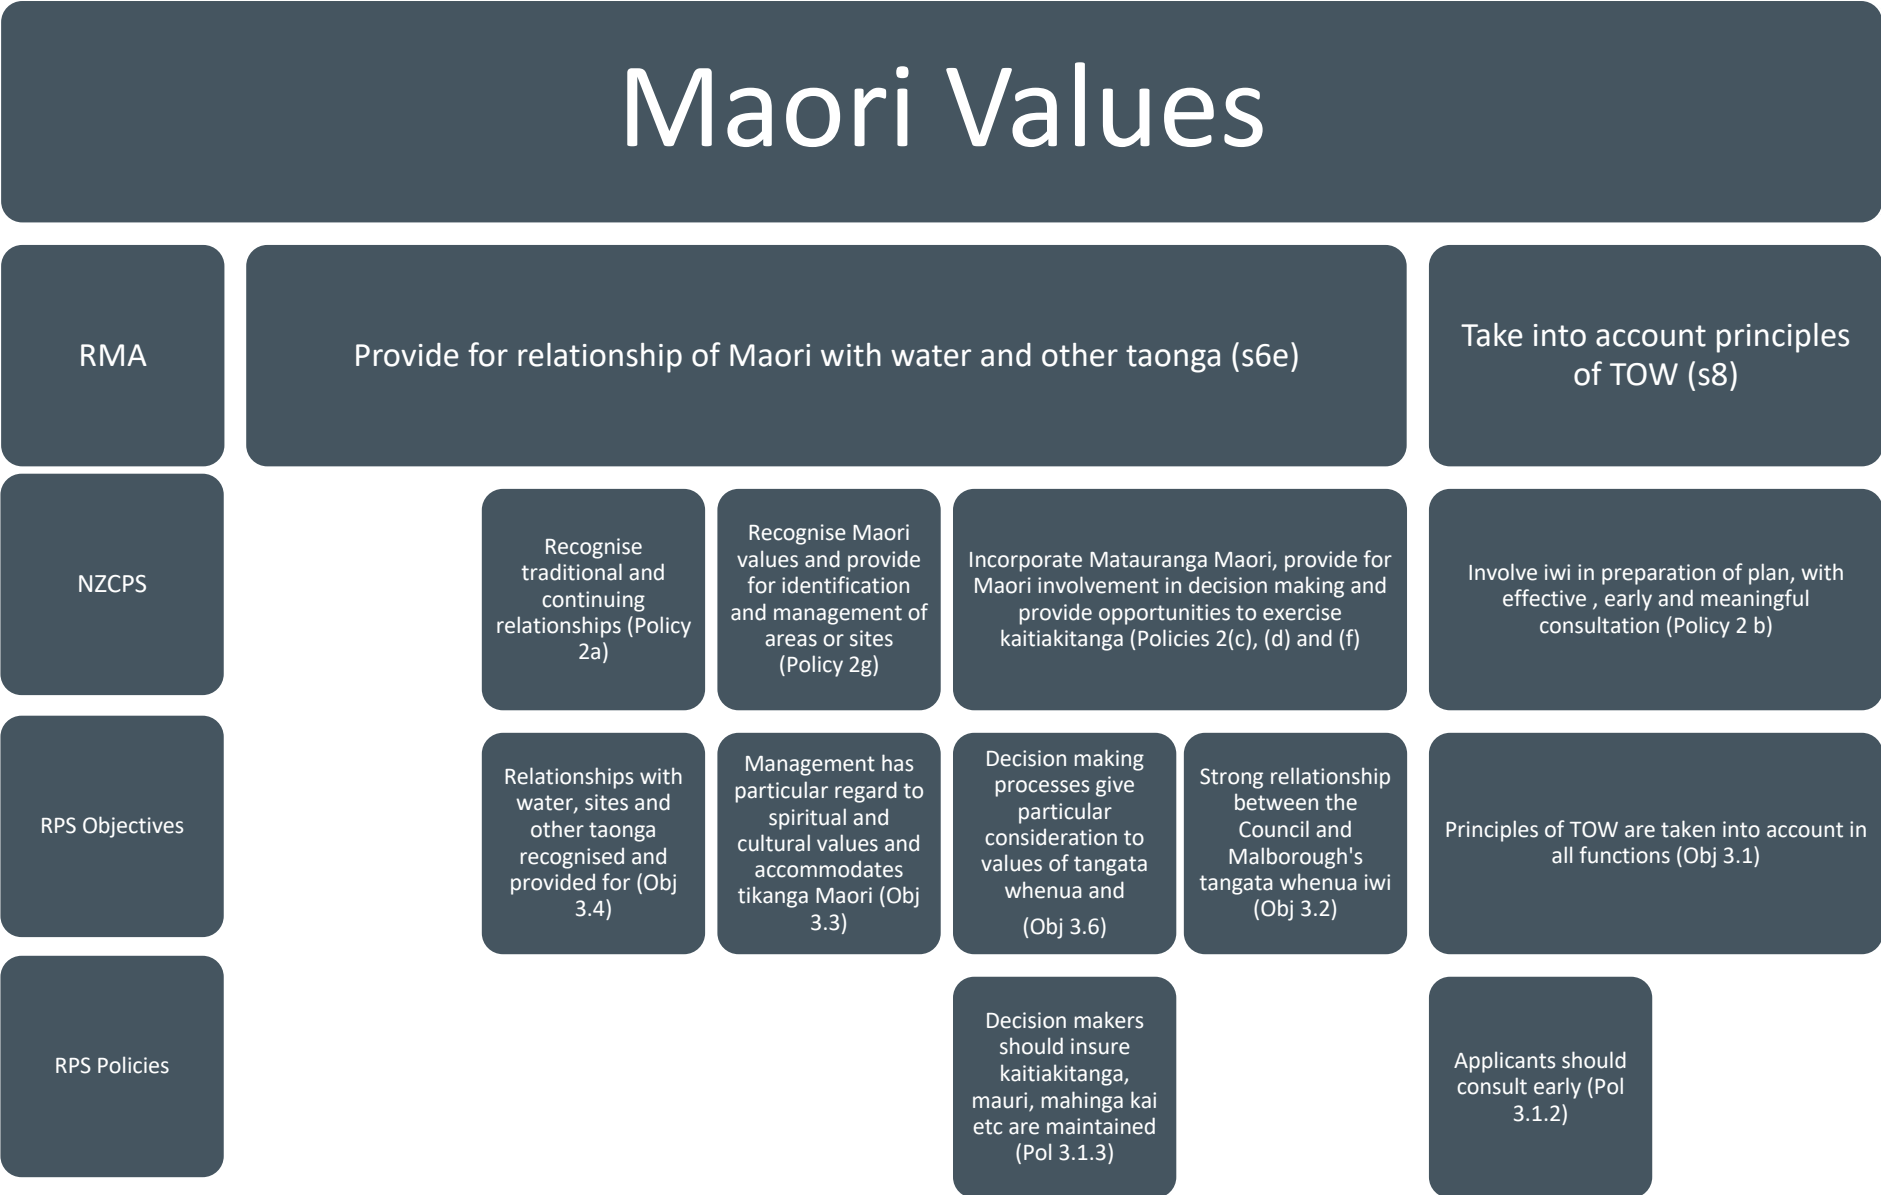 Maori Values
RMA
Provide for relationship of Maori with water and other taonga (s6e)
Take into account principles
of TOW (s8)
NZCPS
Recognise
traditional and
continuing
relationships (Policy
2a)
Recognise Maori
values and provide
for identification
and management of
areas or sites
(Policy 2g)
Incorporate Matauranga Maori, provide for
Maori involvement in decision making and
provide opportunities to exercise
kaitiakitanga (Policies 2(c), (d) and (f)
Involve iwi in preparation of plan, with
effective , early and meaningful
consultation (Policy 2 b)
RPS Objectives
Relationships with
water, sites and
other taonga
recognised and
provided for (Obj
3.4)
Management has
particular regard to
spiritual and
cultural values and
accommodates
tikanga Maori (Obj
3.3)
Decision making
processes give
particular
consideration to
values of tangata
whenua and
(Obj 3.6)
Strong rellationship
between the
Council and
Malborough's
tangata whenua iwi
(Obj 3.2)
Principles of TOW are taken into account in
all functions (Obj 3.1)
RPS Policies
Decision makers
should insure
kaitiakitanga,
mauri, mahinga kai
etc are maintained
(Pol 3.1.3)
Applicants should
consult early (Pol
3.1.2)